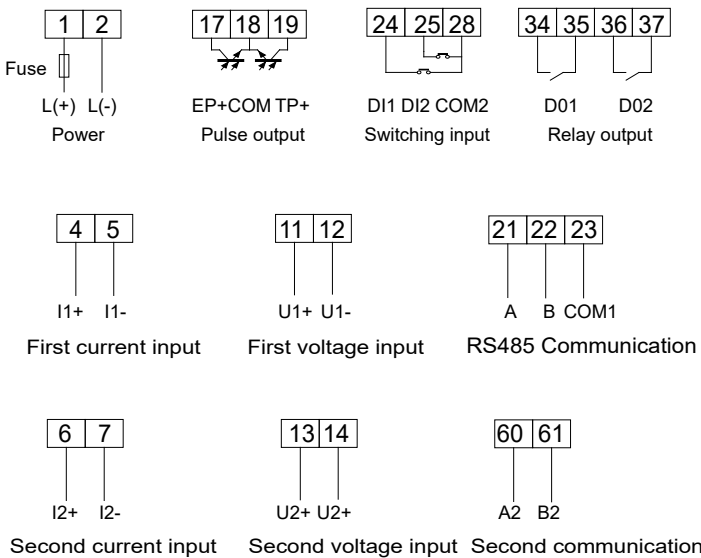 1 2
17 18 19
24 25 28
34 35 36 37
Fuse
L(+) L(-)
EP+COM TP+
DI1 DI2 COM2
D01 D02
Power
Pulse output
Switching input
Relay output
4 5
11 12
21 22 23
I1+ I1-
U1+ U1-
A B COM1
First current input
First voltage input
RS485 Communication
6 7
13 14
60 61
I2+ I2-
U2+ U2+
A2 B2
Second current input
Second voltage input
Second communication